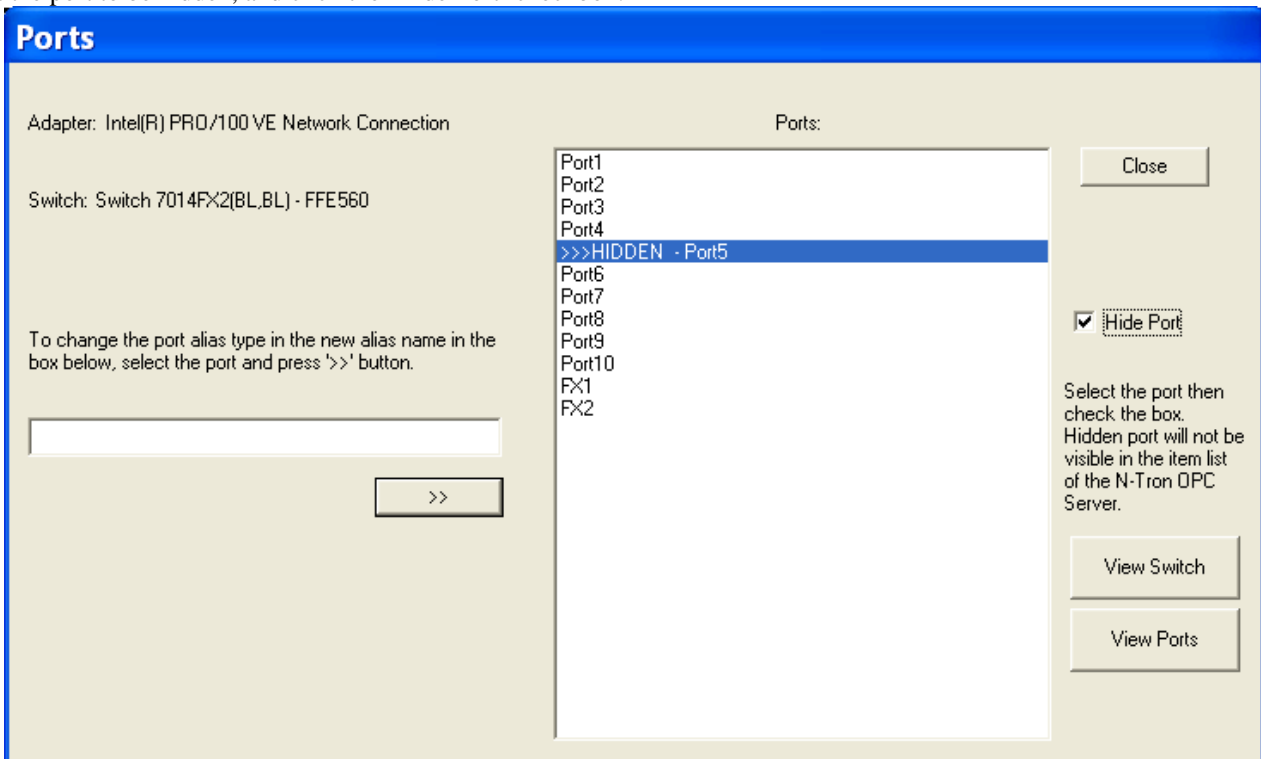 Ports
Adapter: Intel(R) PRO/100 VE Network Connection
Switch: Switch 7014FX2(BL,BL) - FFE560
To change the port alias type in the new alias name in the
box below, select the port and press '>>' button.
>>
Ports:
Port1
Port2
Port3
Port4
>>>HIDDEN - Port5
Port6
Port7
Port8
Port9
Port10
FX1
FX2
Close
Hide Port
Select the port then
check the box.
Hidden port will not be
visible in the item list
of the N-Tron OPC
Server.
View Switch
View Ports